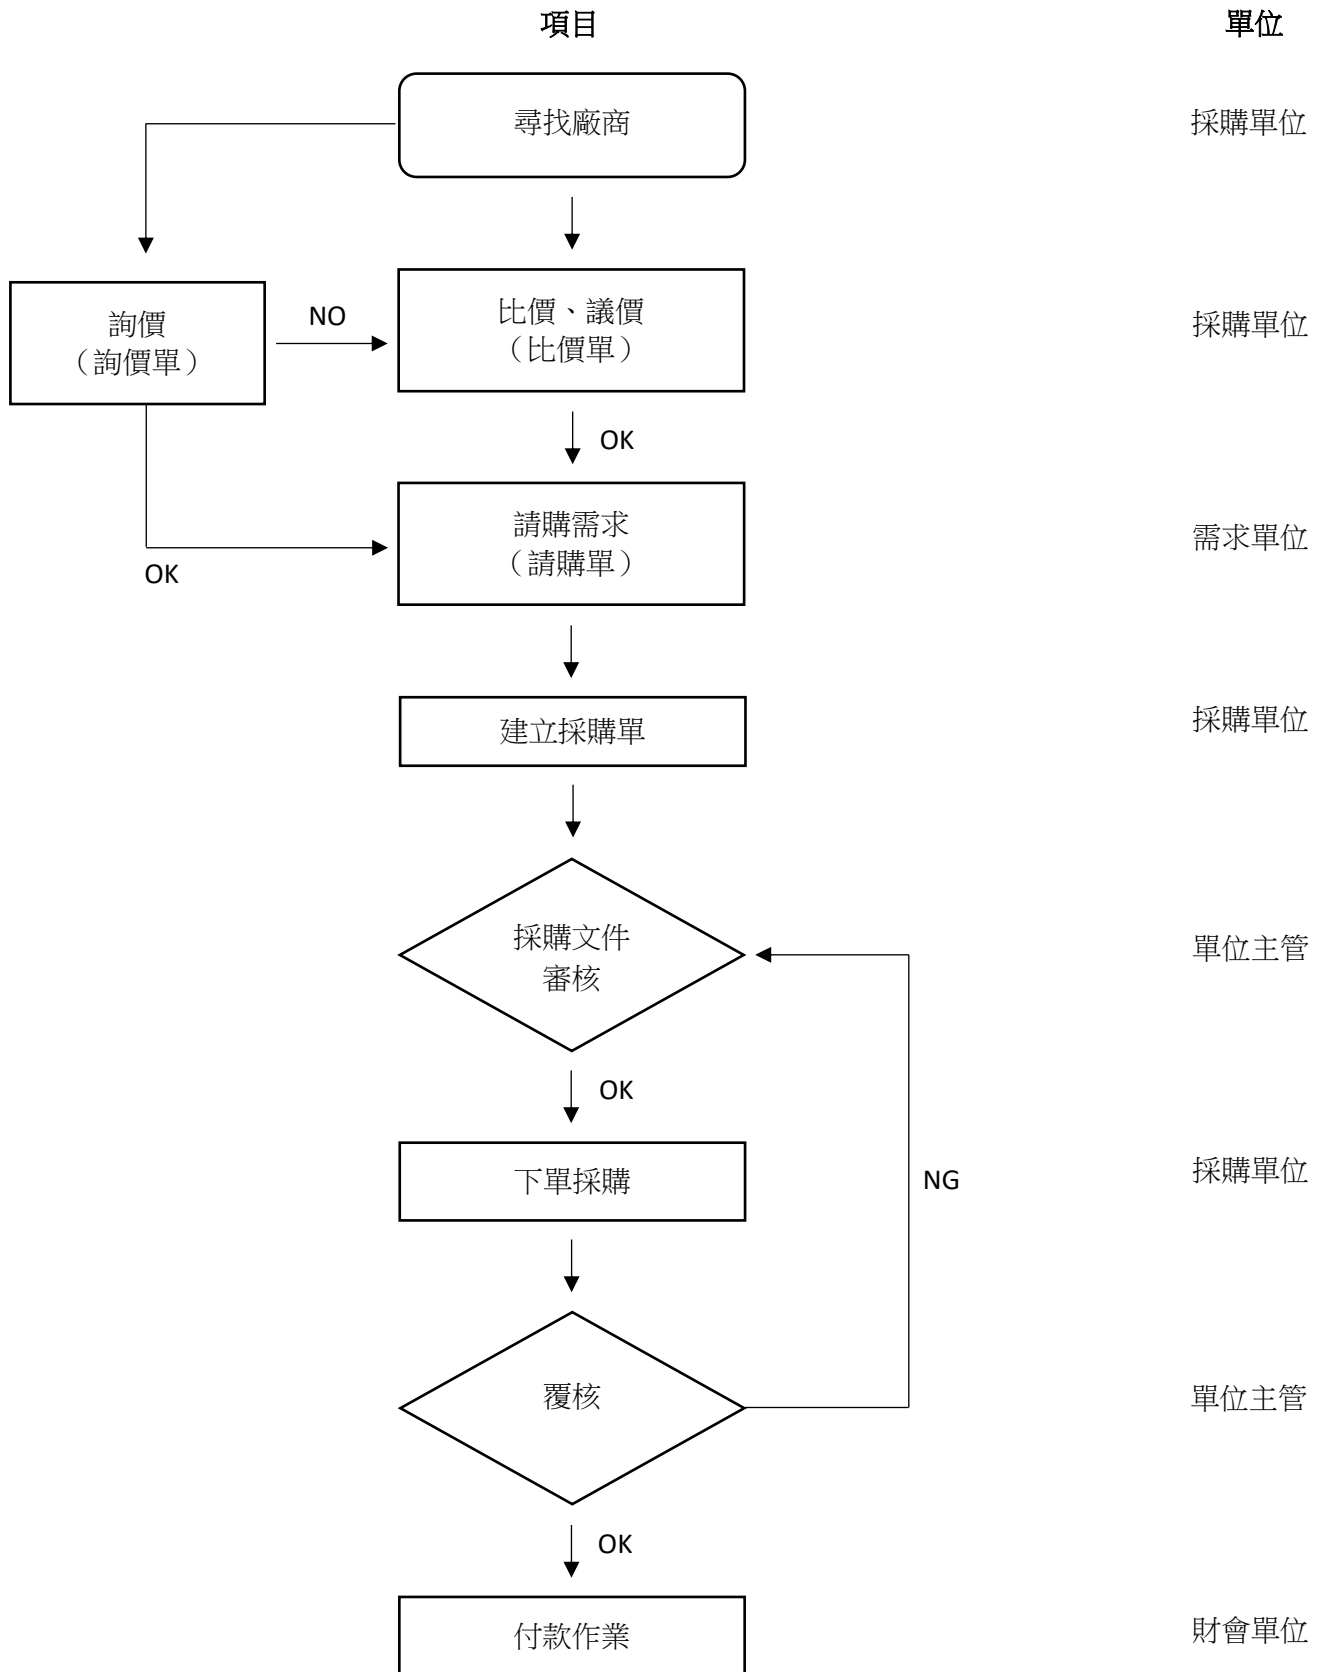 項目
單位
尋找廠商
採購單位
詢價
（詢價單）
NO
比價、議價
（比價單）
採購單位
OK
請購需求
（請購單）
需求單位
OK
建立採購單
採購單位
採購文件
審核
單位主管
OK
下單採購
NG
採購單位
覆核
單位主管
OK
付款作業
財會單位